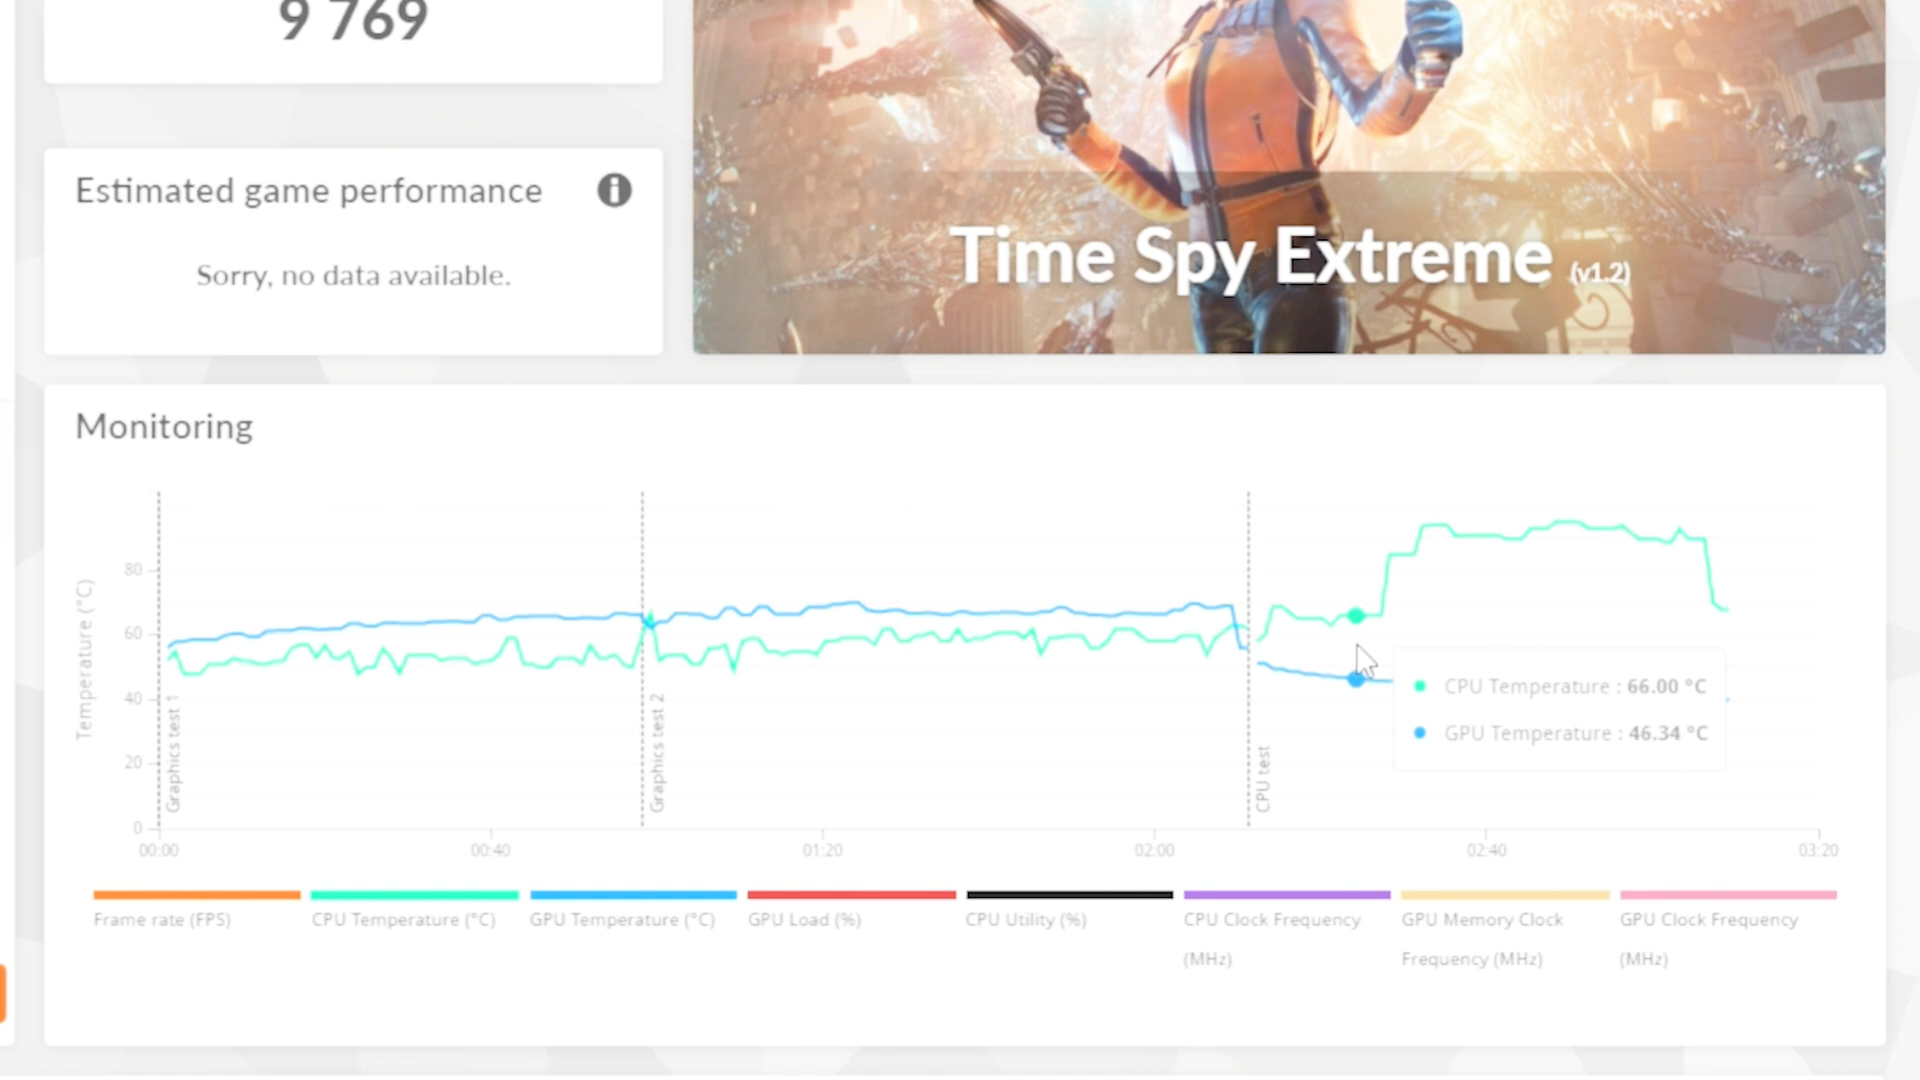 9 769
Estimated game performance
Sorry, no data available.
Time Spy Extreme (v1.2)
Monitoring
Temperature (°C)
80
60
40
20
0
Graphics test 1
Graphics test 2
CPU test
CPU Temperature : 66.00 °C
GPU Temperature : 46.34 °C
00:00
00:40
01:20
02:00
02:40
03:20
Frame rate (FPS)
CPU Temperature (°C)
GPU Temperature (°C)
GPU Load (%)
CPU Utility (%)
CPU Clock Frequency
(MHz)
GPU Memory Clock
Frequency (MHz)
GPU Clock Frequency
(MHz)